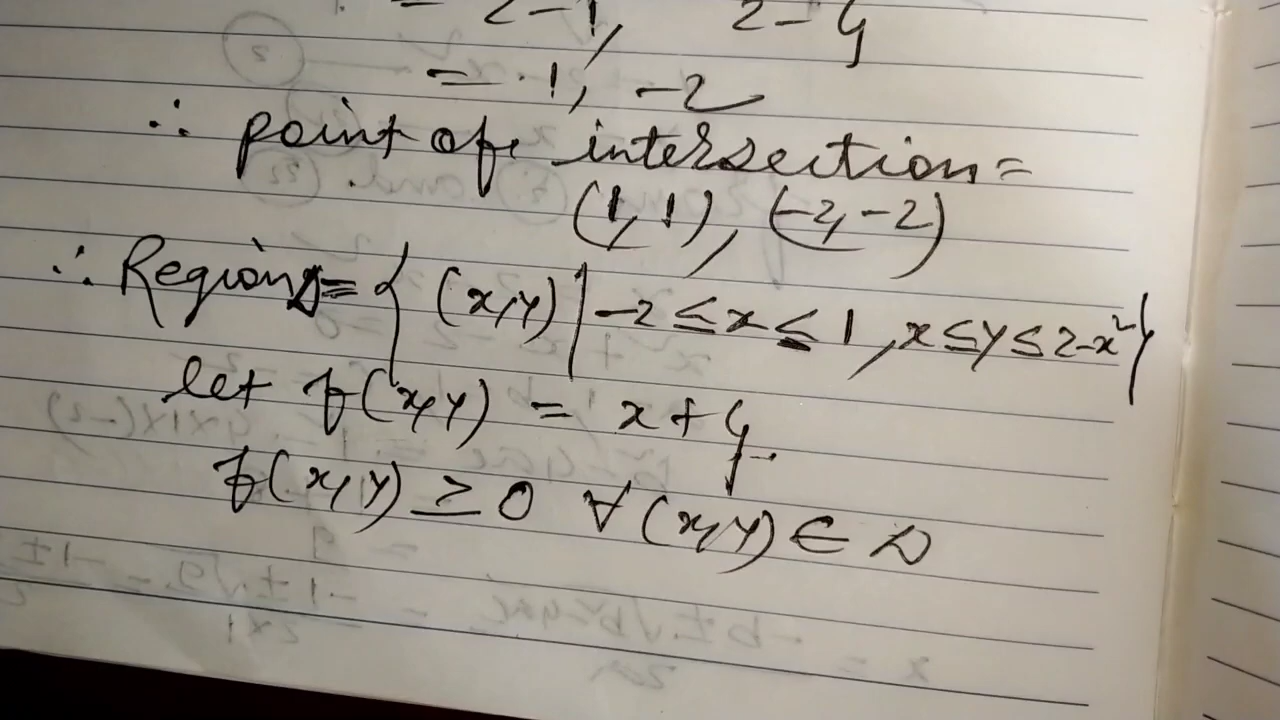 = 2-1, 2-4
= 1, -2
∴ point of intersection =
(1, 1), (-2, -2)
∴ Region D = { (x,y) | -2 ≤ x ≤ 1, x ≤ y ≤ 2-x² }
let f(x,y) = x+y.
f(x,y) ≥ 0 ∀ (x,y) ∈ D